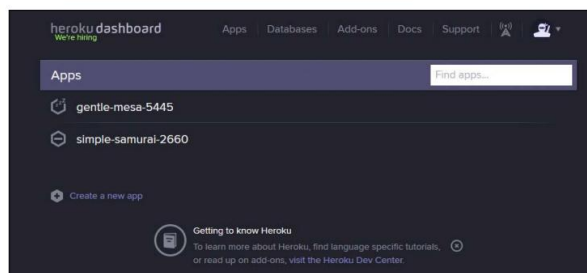 heroku dashboard Apps Databases Add-ons Docs Support
We're hiring
Apps Find apps...
gentle-mesa-5445
simple-samurai-2660
Create a new app
Getting to know Heroku
To learn more about Heroku, find language specific tutorials,
or read up on add-ons, visit the Heroku Dev Center.